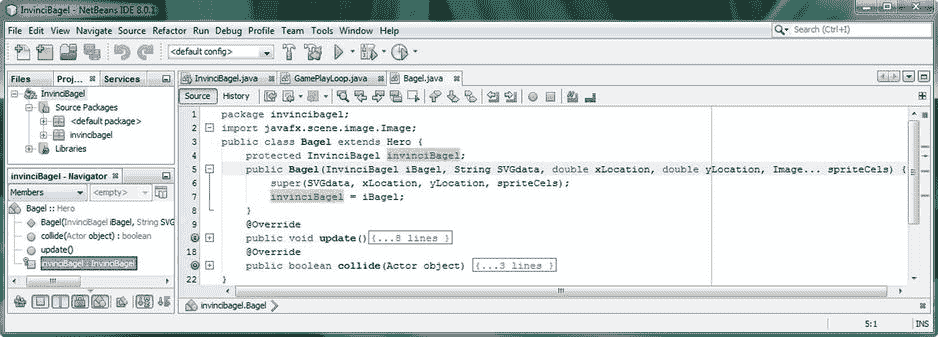 InvinciBagel - NetBeans IDE 8.0.1
File Edit View Navigate Source Refactor Run Debug Profile Team Tools Window Help
Search (Ctrl+I)
<default config>
Files Proj... Services
InvinciBagel
Source Packages
<default package>
invincibagel
Libraries
invinciBagel - Navigator
Members <empty>
Bagel :: Hero
Bagel(InvinciBagel iBagel, String SVG
collide(Actor object) : boolean
update()
invinciBagel : InvinciBagel
InvinciBagel.java GamePlayLoop.java Bagel.java
Source History
1 package invincibagel;
2 import javafx.scene.image.Image;
3 public class Bagel extends Hero {
4 protected InvinciBagel invinciBagel;
5 public Bagel(InvinciBagel iBagel, String SVGdata, double xLocation, double yLocation, Image... spriteCels) {
6 super(SVGdata, xLocation, yLocation, spriteCels);
7 invinciBagel = iBagel;
8 }
9 @Override
public void update() {...8 lines }
18 @Override
public boolean collide(Actor object) {...3 lines }
22 }
invincibagel.Bagel
5:1 INS